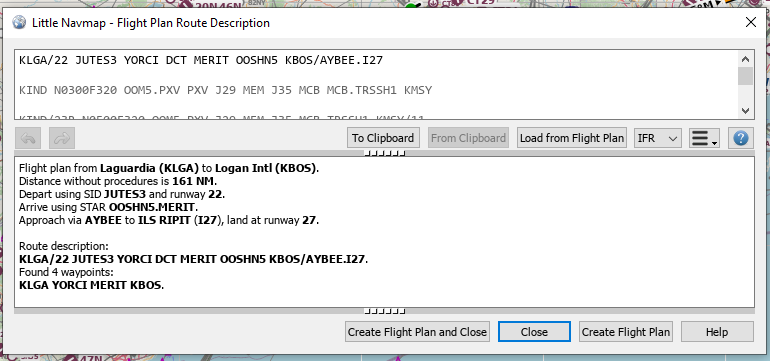 20N46N
82NY
CT29
Little Navmap - Flight Plan Route Description
KLGA/22 JUTES3 YORCI DCT MERIT OOSHN5 KBOS/AYBEE.I27
KIND N0300F320 OOM5.PXV PXV J29 MEM J35 MCB MCB.TRSSH1 KMSY
To Clipboard From Clipboard Load from Flight Plan IFR
Flight plan from Laguardia (KLGA) to Logan Intl (KBOS).
Distance without procedures is 161 NM.
Depart using SID JUTES3 and runway 22.
Arrive using STAR OOSHN5.MERIT.
Approach via AYBEE to ILS RIPIT (I27), land at runway 27.
Route description:
KLGA/22 JUTES3 YORCI DCT MERIT OOSHN5 KBOS/AYBEE.I27.
Found 4 waypoints:
KLGA YORCI MERIT KBOS.
Create Flight Plan and Close Close Create Flight Plan Help
47N